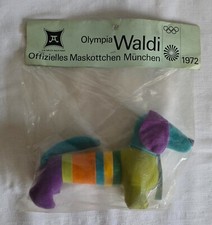 Olympia Waldi
Offizielles Maskottchen München 1972